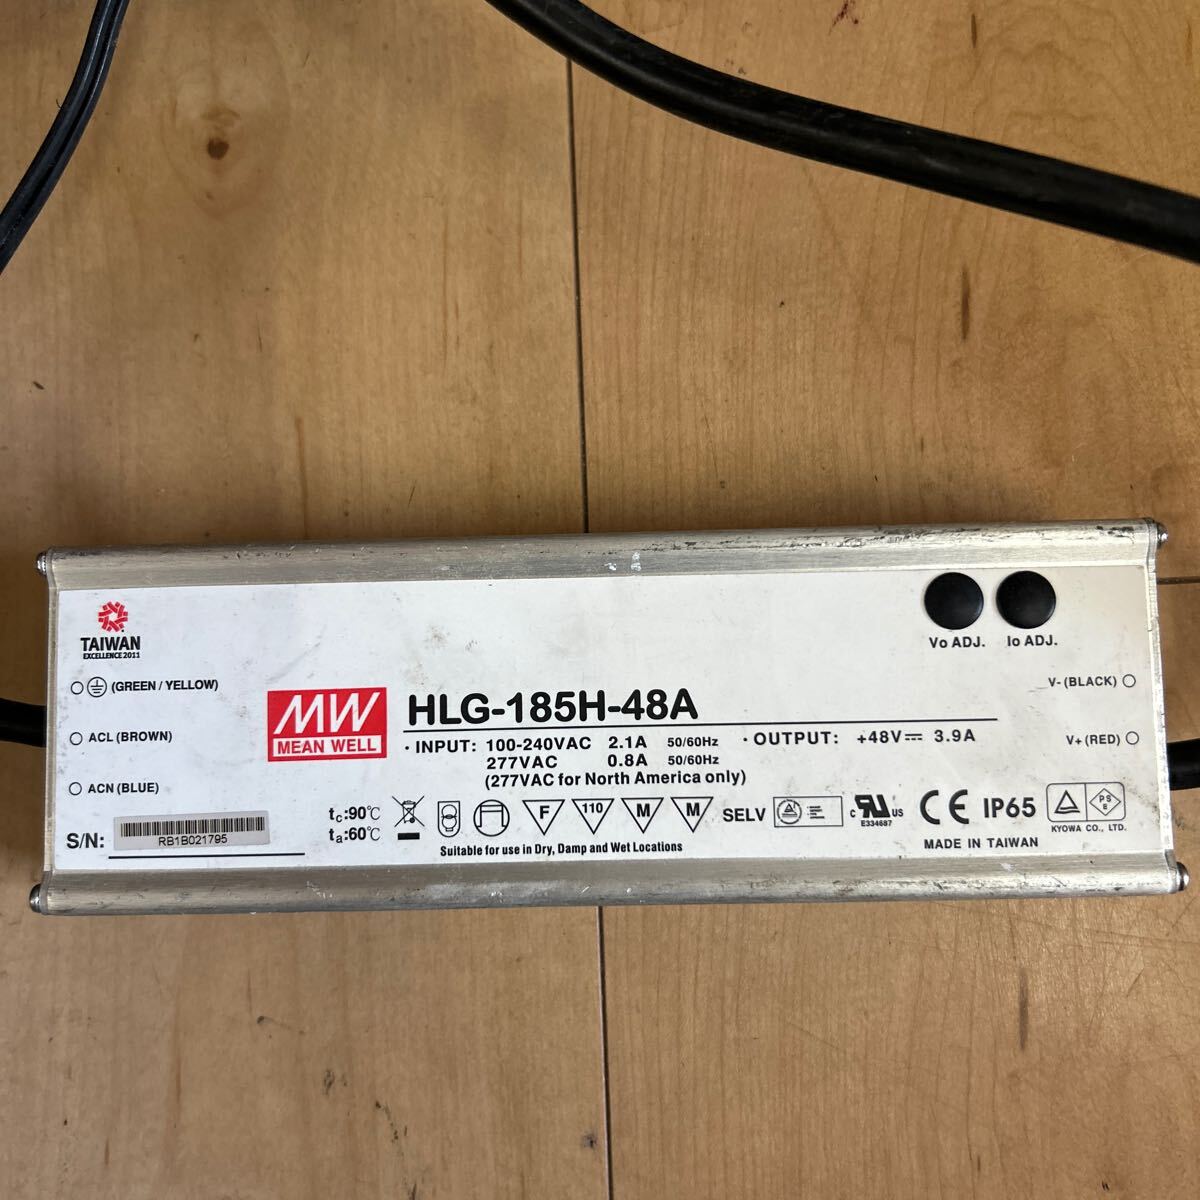 TAIWAN
EXCELLENCE 2011
Vo ADJ. Io ADJ.
(GREEN / YELLOW)
ACL (BROWN)
ACN (BLUE)
MW
MEAN WELL
HLG-185H-48A
· INPUT: 100-240VAC 2.1A 50/60Hz · OUTPUT: +48V 3.9A
277VAC 0.8A 50/60Hz
(277VAC for North America only)
V- (BLACK)
V+ (RED)
S/N: RB1B021795
tc:90℃
ta:60℃
F 110 M M SELV
Suitable for use in Dry, Damp and Wet Locations
c RU US
E334687
CE IP65
MADE IN TAIWAN
PS
E
KYOWA CO., LTD.